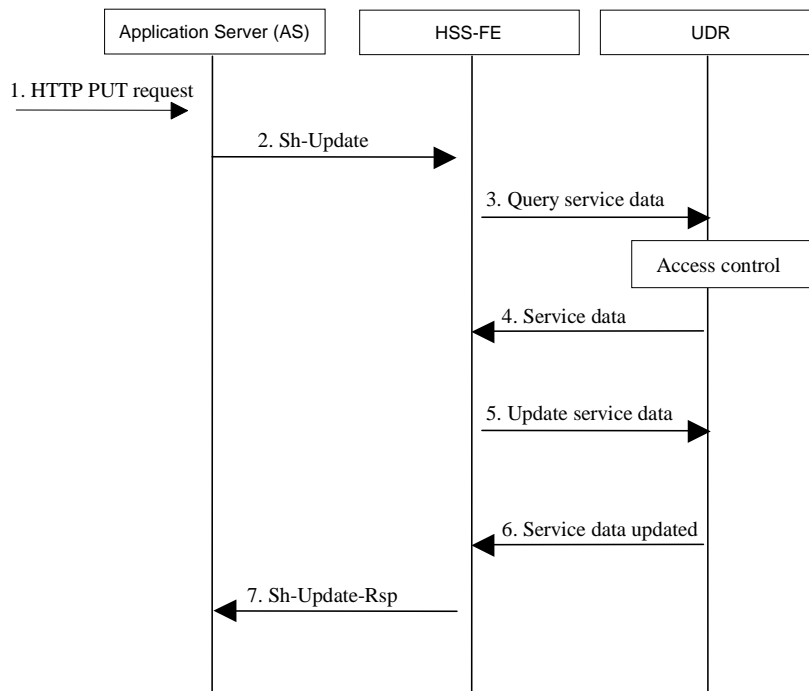 Application Server (AS)
HSS-FE
UDR
1. HTTP PUT request
2. Sh-Update
3. Query service data
Access control
4. Service data
5. Update service data
6. Service data updated
7. Sh-Update-Rsp